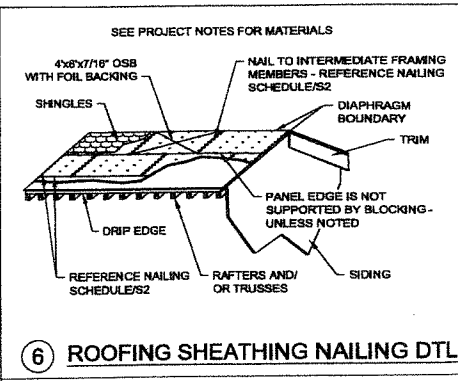 SEE PROJECT NOTES FOR MATERIALS
4'x8'x7/16" OSB
WITH FOIL BACKING
NAIL TO INTERMEDIATE FRAMING
MEMBERS - REFERENCE NAILING
SCHEDULE/S2
SHINGLES
DIAPHRAGM
BOUNDARY
TRIM
PANEL EDGE IS NOT
SUPPORTED BY BLOCKING -
UNLESS NOTED
DRIP EDGE
REFERENCE NAILING
SCHEDULE/S2
RAFTERS AND/
OR TRUSSES
SIDING
6 ROOFING SHEATHING NAILING DTL